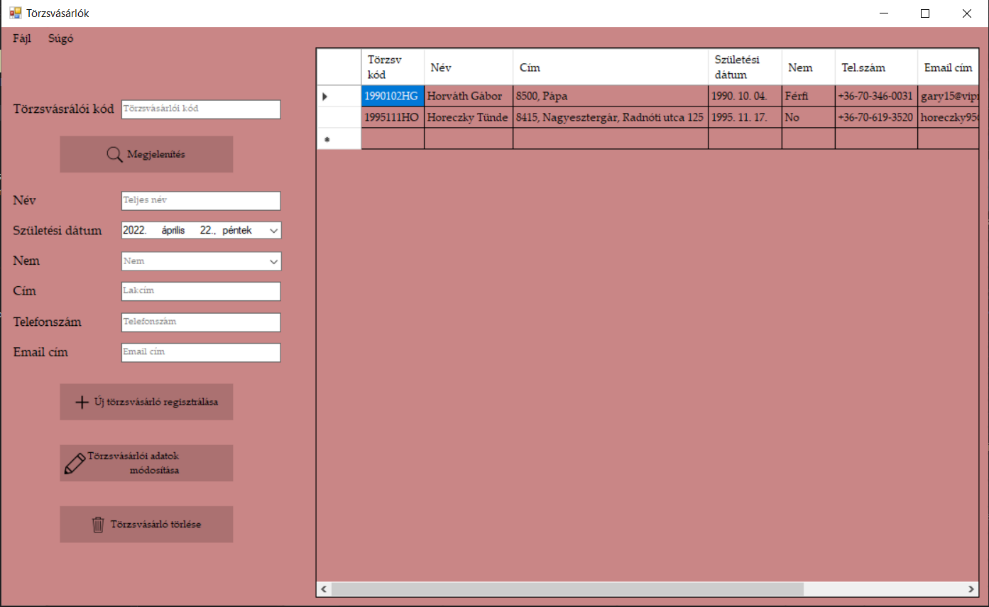 Törzsvásárlók
Fájl Súgó
Törzsvásrálói kód Törzsvásárlói kód
Megjelenítés
Név Teljes név
Születési dátum 2022. április 22., péntek
Nem Nem
Cím Lakcím
Telefonszám Telefonszám
Email cím Email cím
Új törzsvásárló regisztrálása
Törzsvásárlói adatok
módosítása
Törzsvásárló törlése
Törzsv
kód Név Cím Születési
dátum Nem Tel.szám Email cím
1990102HG Horváth Gábor 8500, Pápa 1990. 10. 04. Férfi +36-70-346-0031
1995111HO Horeczky Tünde 8415, Nagyesztergár, Radnóti utca 125 1995. 11. 17. No +36-70-619-3520